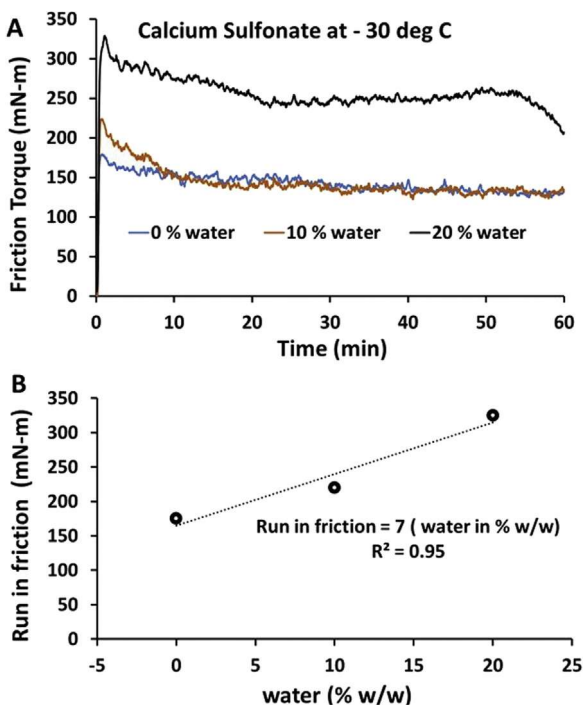 A
Calcium Sulfonate at - 30 deg C
Friction Torque (mN-m)
350
300
250
200
150
100
50
0
0 % water
10 % water
20 % water
0 10 20 30 40 50 60
Time (min)
B
Run in friction (mN-m)
350
300
250
200
150
100
50
0
Run in friction = 7 ( water in % w/w)
R² = 0.95
-5 0 5 10 15 20 25
water (% w/w)